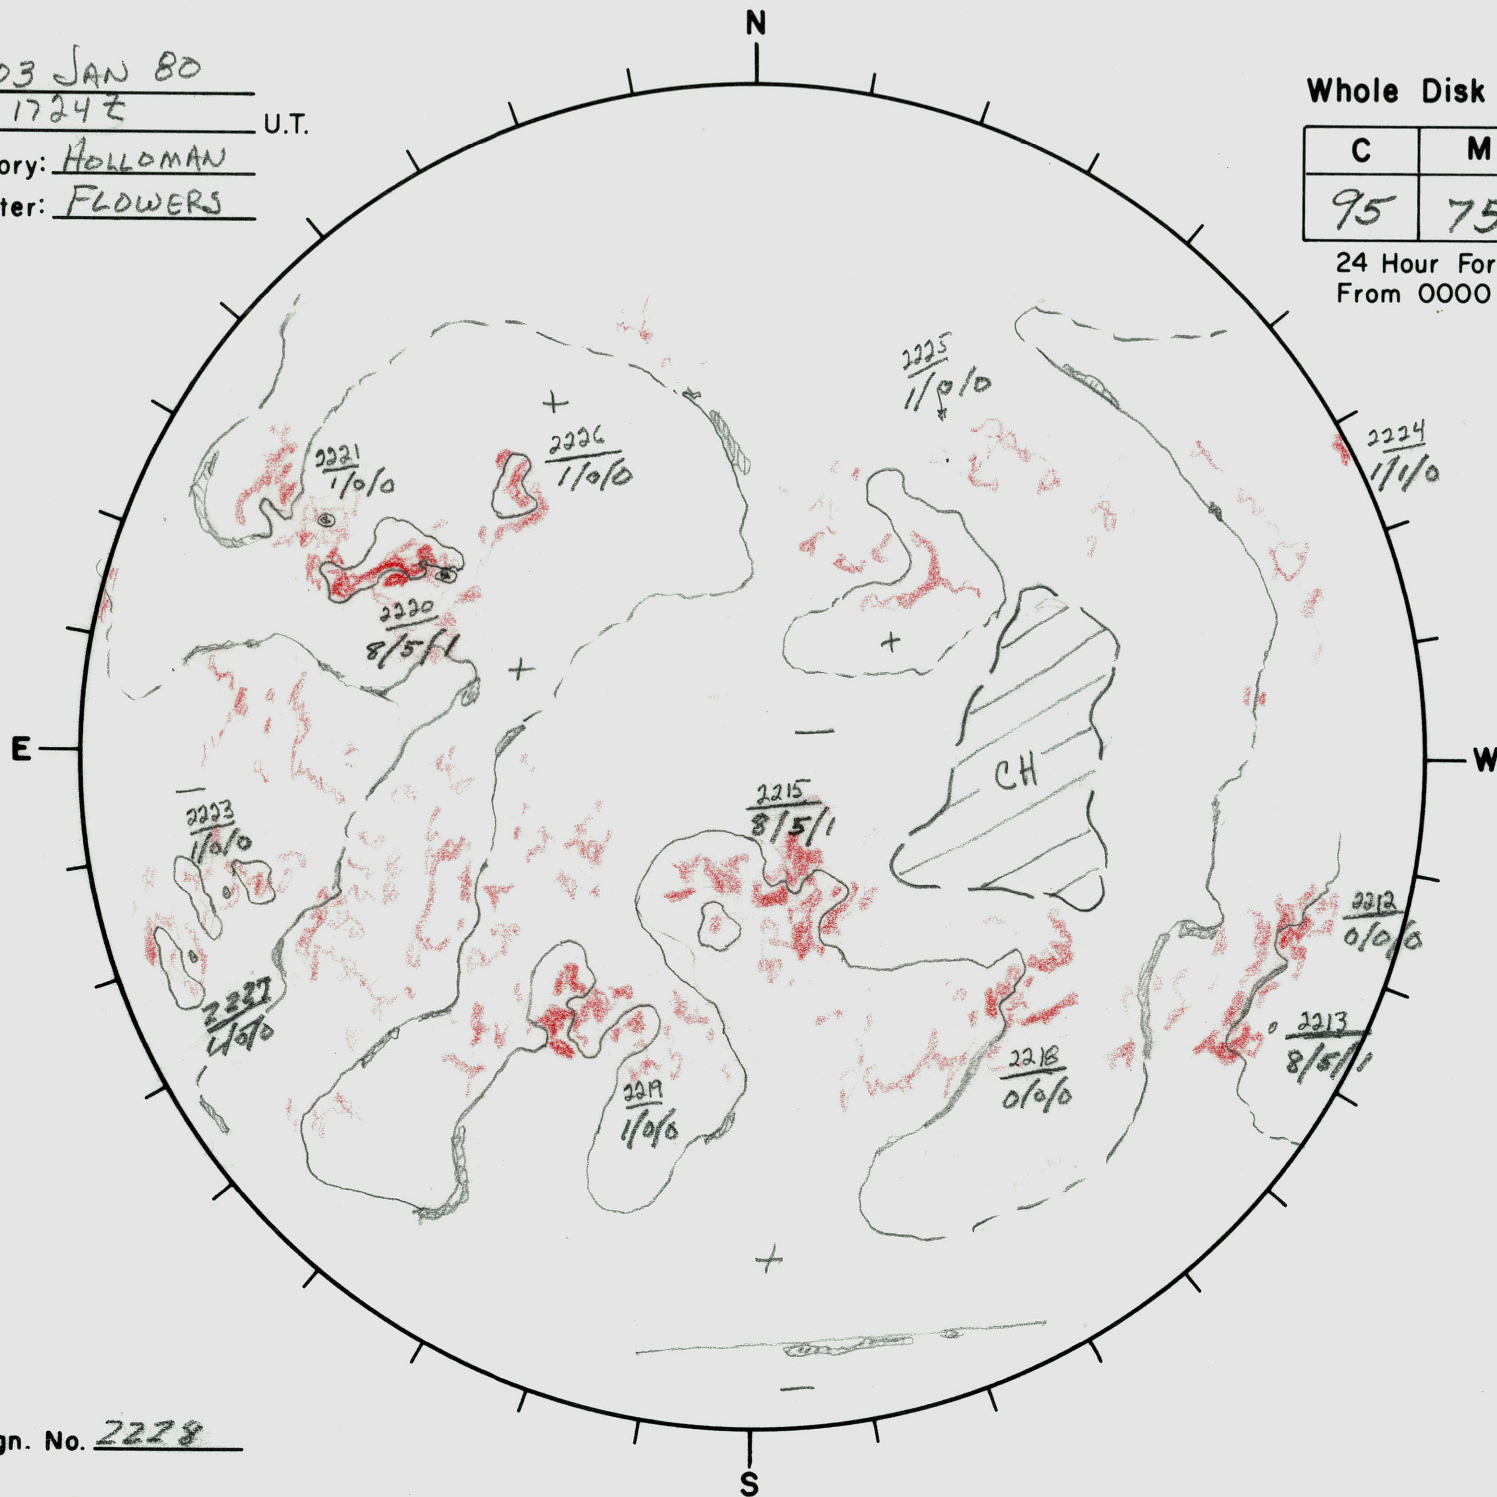 N
03 JAN 80
1724Z
U.T.
ory: HOLLOMAN
ter: FLOWERS
Whole Disk
C M
95 75
24 Hour For
From 0000
2225
1/0/0
2221
1/0/0
2226
1/0/0
2224
1/1/0
2220
8/5/1
E
W
CH
2223
1/0/0
2215
8/5/1
2212
0/0/0
2227
1/0/0
2213
8/5/1
2218
0/0/0
2219
1/0/0
gn. No. 2228
S